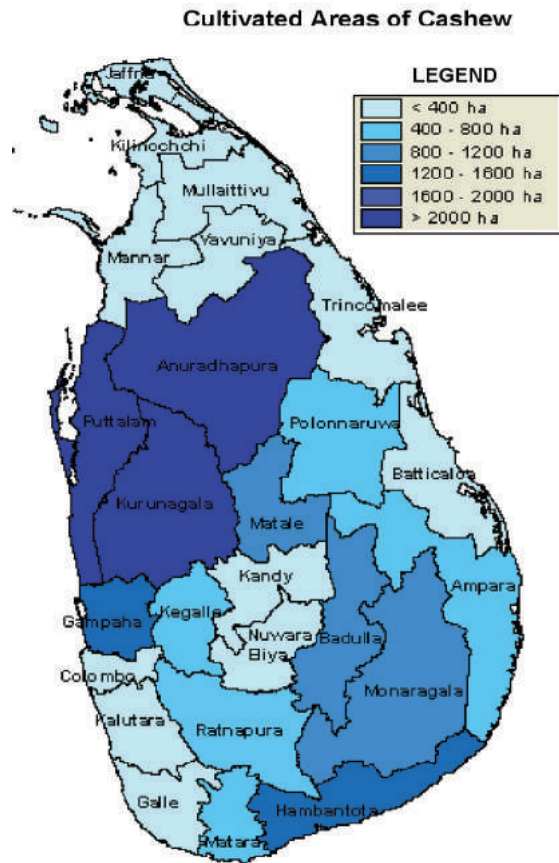 Cultivated Areas of Cashew
LEGEND
< 400 ha
400 - 800 ha
800 - 1200 ha
1200 - 1600 ha
1600 - 2000 ha
> 2000 ha
Jaffna
Kilinochchi
Mullaittivu
Vavuniya
Mannar
Trincomalee
Anuradhapura
Puttalam
Polonnaruwa
Batticaloa
Kurunagala
Matale
Kandy
Ampara
Gampaha
Kegalle
Nuwara
Eliya
Badulla
Colombo
Monaragala
Kalutara
Ratnapura
Galle
Hambantota
Matara